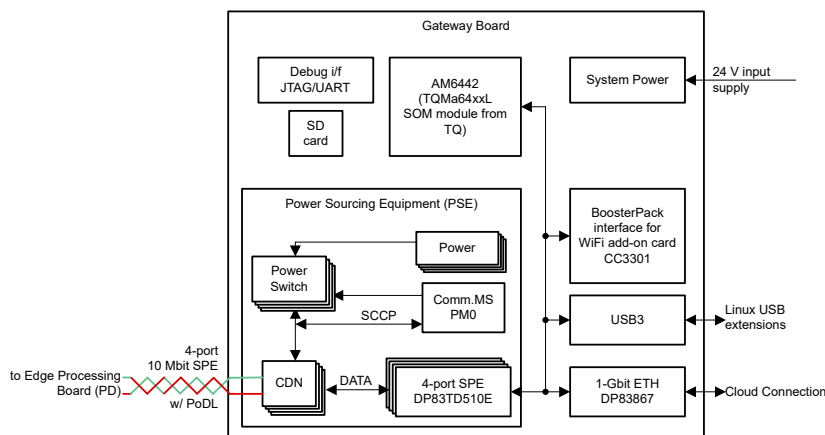 Gateway Board
Debug i/f
JTAG/UART
SD
card
AM6442
(TQMa64xxL
SOM module from
TQ)
System Power
24 V input
supply
Power Sourcing Equipment (PSE)
Power
Power
Switch
Comm.MS
PM0
SCCP
BoosterPack
interface for
WiFi add-on card
CC3301
USB3
Linux USB
extensions
4-port
10 Mbit SPE
to Edge Processing
Board (PD)
w/ PoDL
CDN
DATA
4-port SPE
DP83TD510E
1-Gbit ETH
DP83867
Cloud Connection